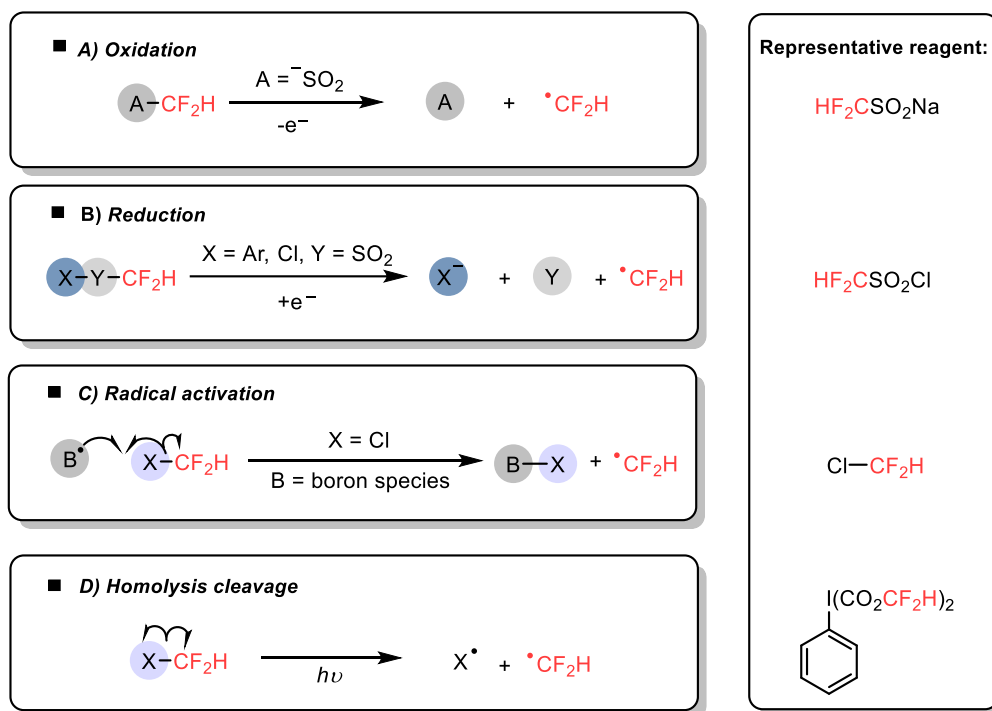 ■ A) Oxidation
A = ⁻SO₂
A–CF₂H
A + •CF₂H
-e⁻
■ B) Reduction
X = Ar, Cl, Y = SO₂
X–Y–CF₂H
X⁻ + Y + •CF₂H
+e⁻
■ C) Radical activation
X = Cl
B• X–CF₂H
B–X + •CF₂H
B = boron species
■ D) Homolysis cleavage
X–CF₂H
X• + •CF₂H
hυ
Representative reagent:
HF₂CSO₂Na
HF₂CSO₂Cl
Cl–CF₂H
I(CO₂CF₂H)₂